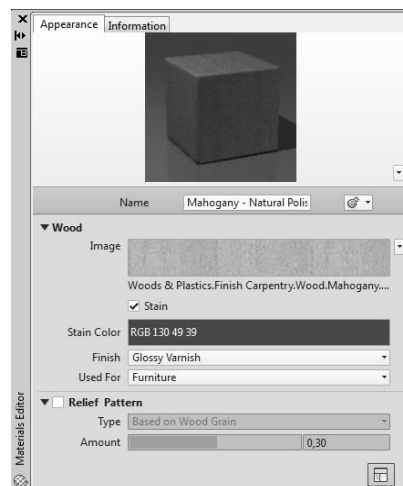 Appearance Information
Name Mahogany - Natural Polis
Wood
Image
Woods & Plastics.Finish Carpentry.Wood.Mahogany....
Stain
Stain Color RGB 130 49 39
Finish Glossy Varnish
Used For Furniture
Relief Pattern
Type Based on Wood Grain
Amount 0,30
Materials Editor